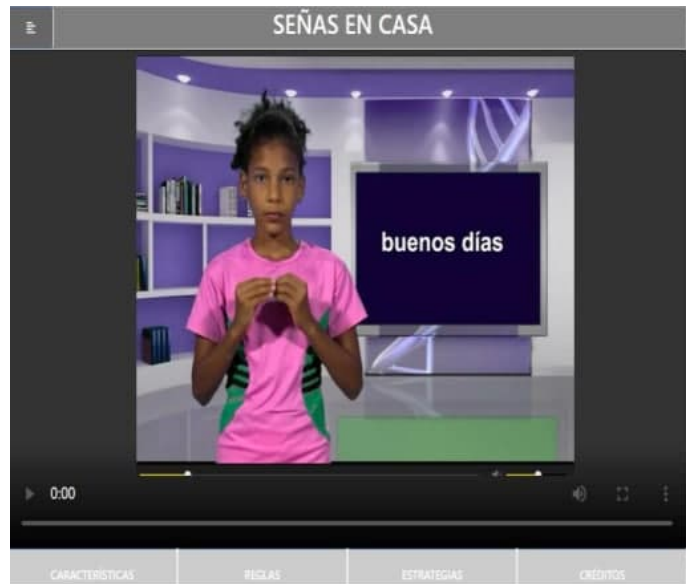 SEÑAS EN CASA
buenos días
0:00
CARACTERÍSTICAS
REGLAS
ESTRATEGIAS
CRÉDITOS